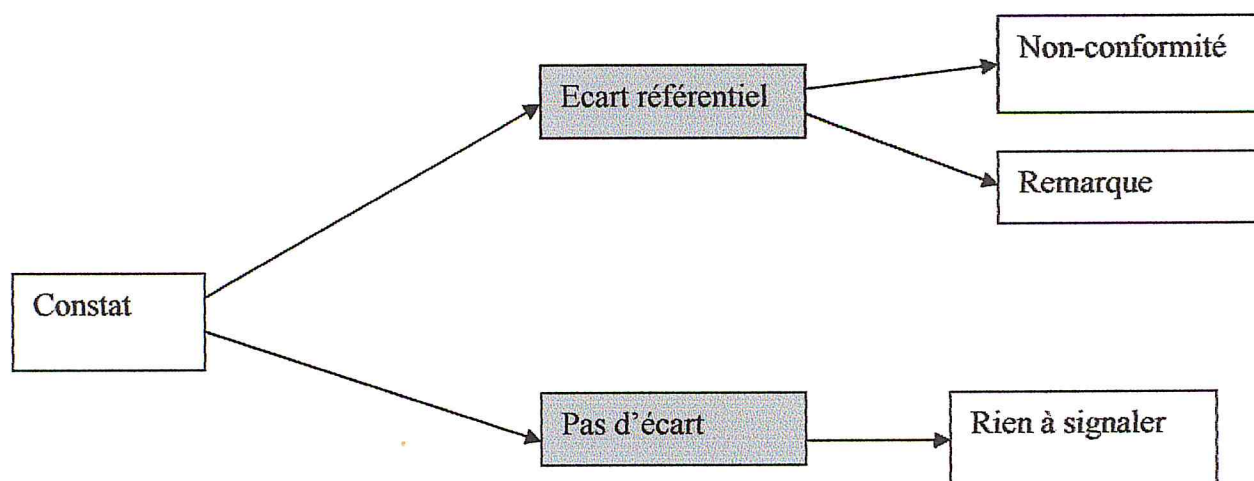 Non-conformité
Ecart référentiel
Remarque
Constat
Pas d'écart
Rien à signaler